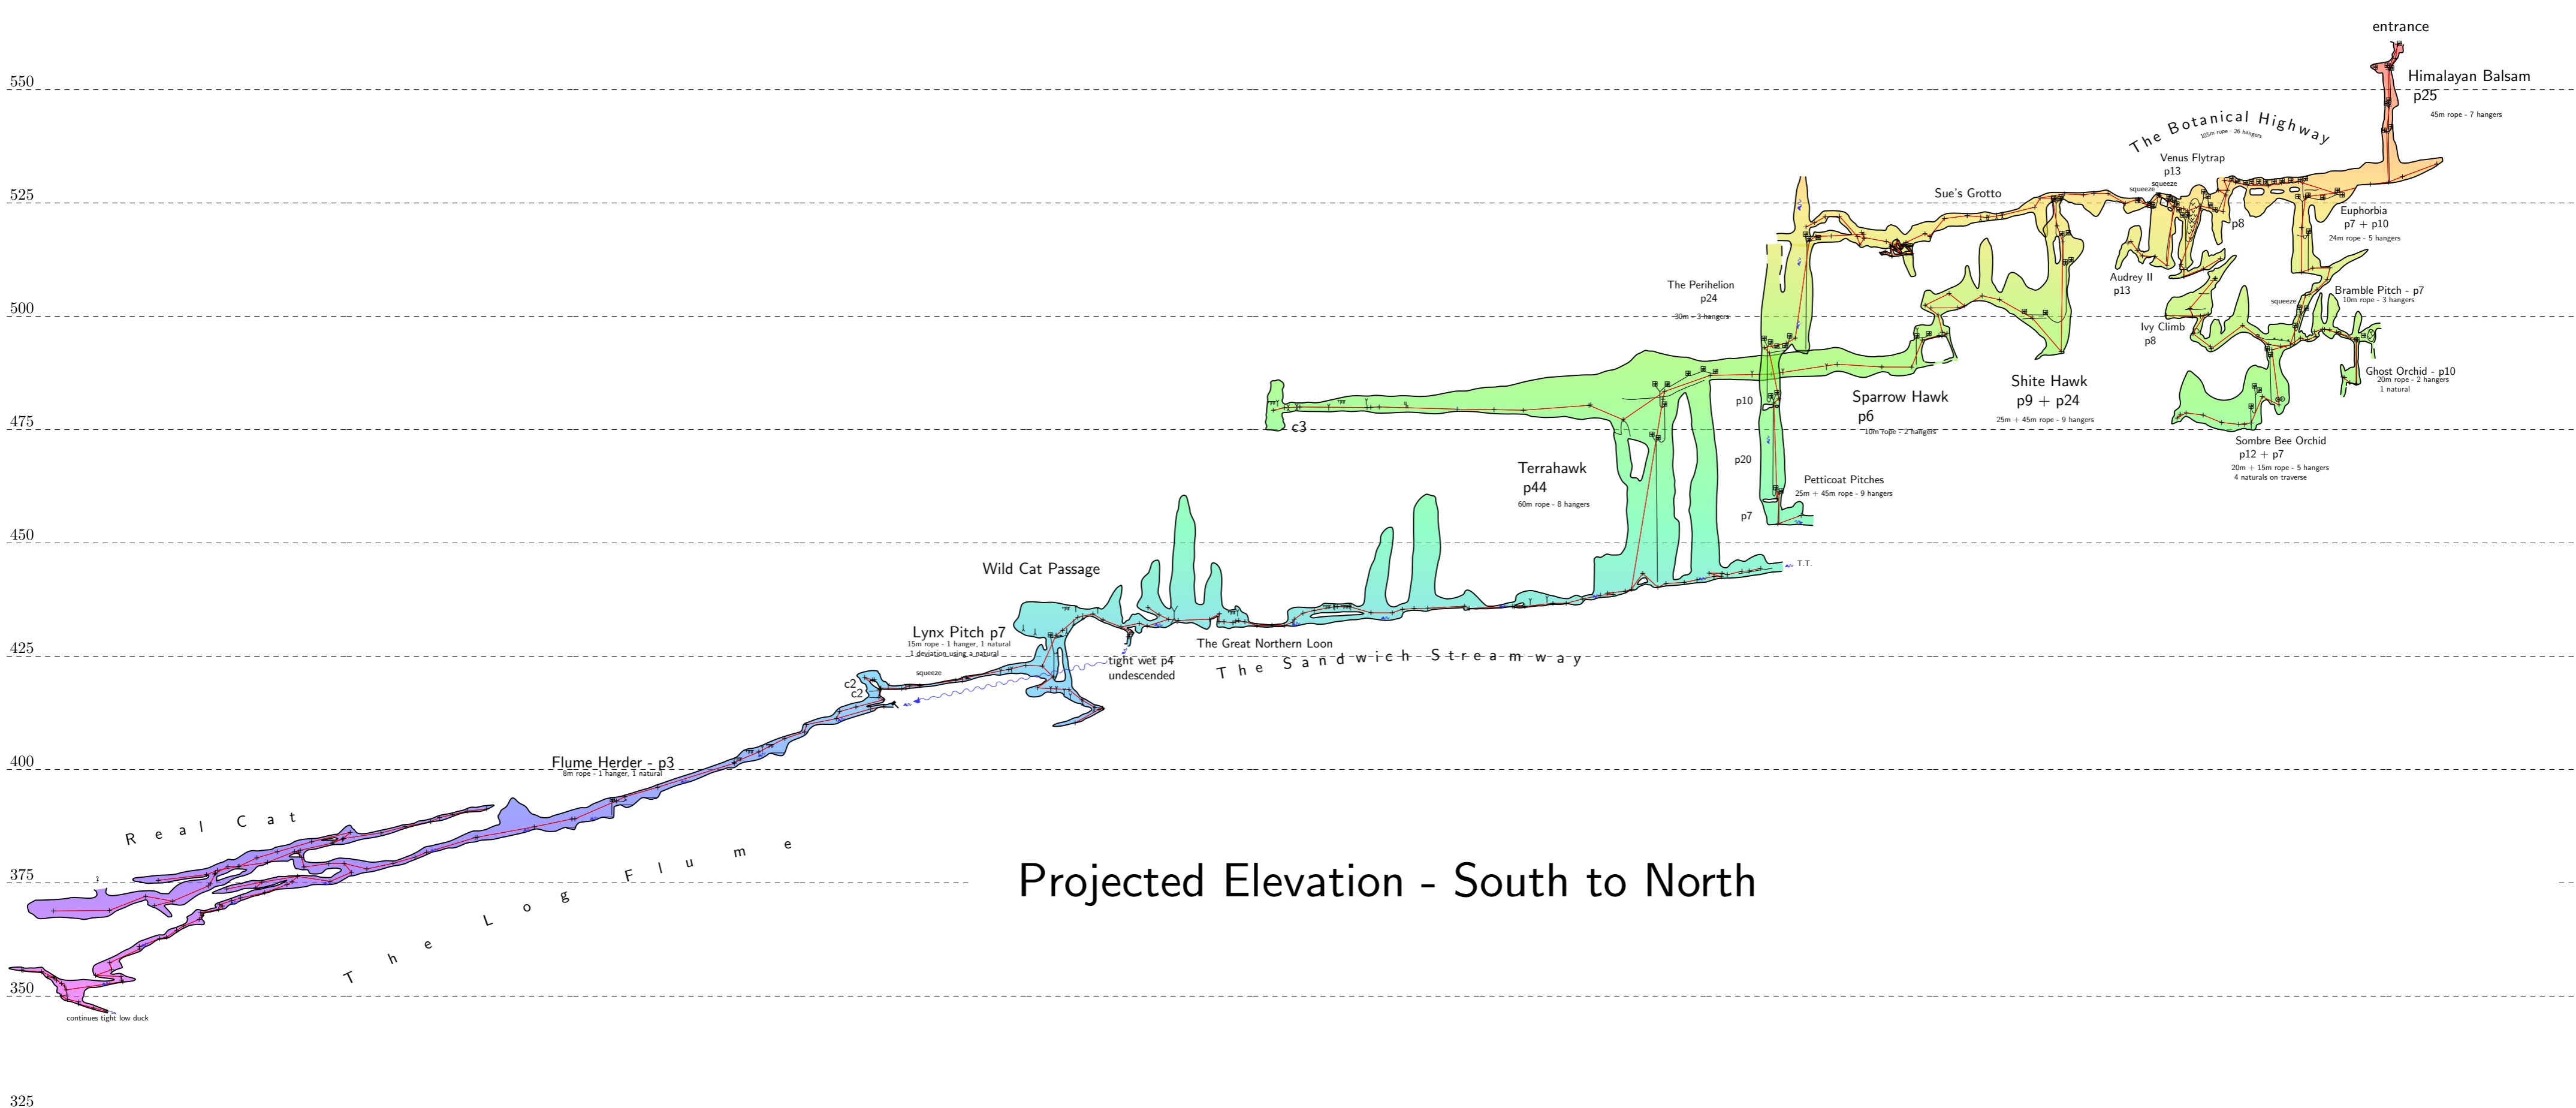 entrance
550
Himalayan Balsam
p25
45m rope - 7 hangers
The Botanical Highway
105m rope - 26 hangers
Venus Flytrap
p13
squeeze
squeeze
525
Sue's Grotto
Euphorbia
p7 + p10
24m rope - 5 hangers
p8
Audrey II
p13
The Perihelion
p24
30m - 3 hangers
squeeze
Bramble Pitch - p7
10m rope - 3 hangers
500
Ivy Climb
p8
Ghost Orchid - p10
20m rope - 2 hangers
1 natural
Shite Hawk
p9 + p24
25m + 45m rope - 9 hangers
Sparrow Hawk
p6
10m rope - 2 hangers
p10
475
c3
Sombre Bee Orchid
p12 + p7
20m + 15m rope - 5 hangers
4 naturals on traverse
p20
Terrahawk
p44
60m rope - 8 hangers
Petticoat Pitches
25m + 45m rope - 9 hangers
p7
450
T.T.
Wild Cat Passage
Lynx Pitch p7
15m rope - 1 hanger, 1 natural
1 deviation using a natural
The Great Northern Loon
The Sandwich Streamway
425
tight wet p4
undescended
squeeze
c2
c2
400
Flume Herder - p3
8m rope - 1 hanger, 1 natural
Real Cat
The Log Flume
375
?
Projected Elevation - South to North
350
continues tight low duck
325